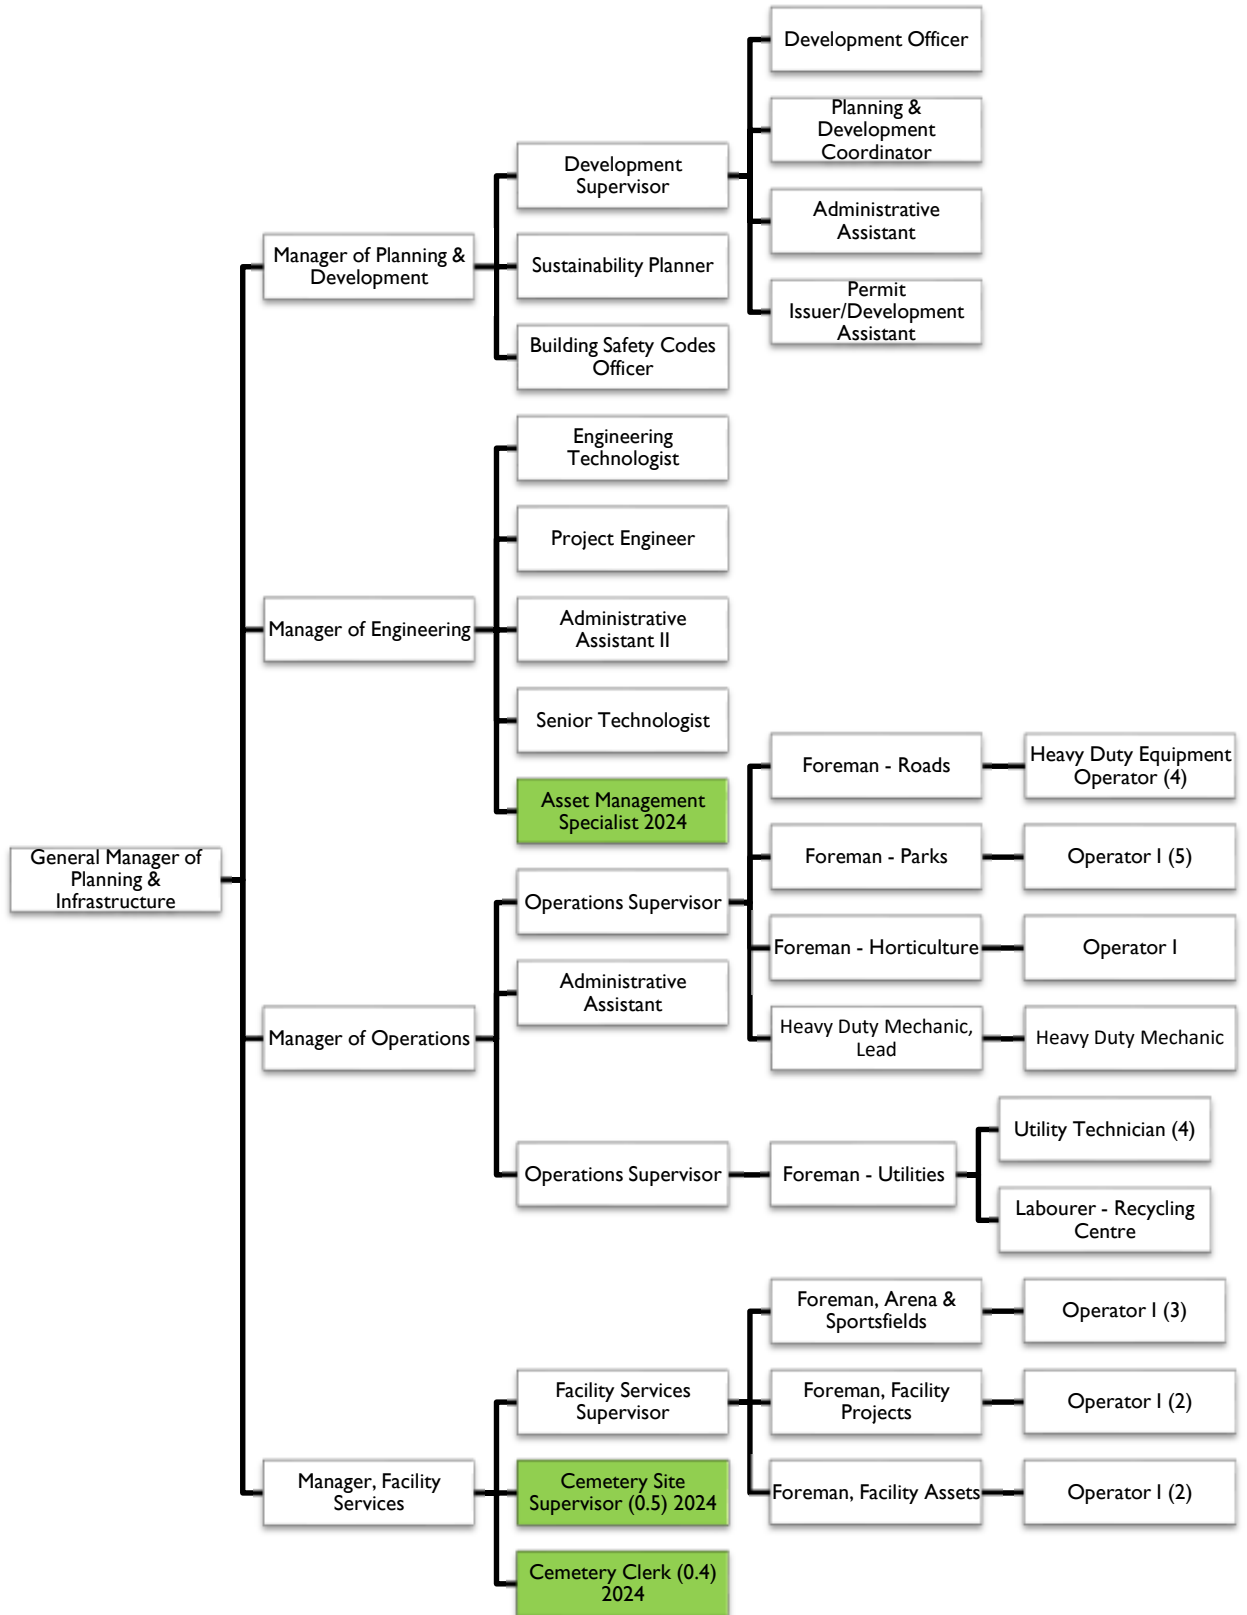 Development Officer
Planning &
Development
Coordinator
Development
Supervisor
Administrative
Assistant
Manager of Planning &
Development
Sustainability Planner
Permit
Issuer/Development
Assistant
Building Safety Codes
Officer
Engineering
Technologist
Project Engineer
Manager of Engineering
Administrative
Assistant II
Senior Technologist
Foreman - Roads
Heavy Duty Equipment
Operator (4)
Asset Management
Specialist 2024
General Manager of
Planning &
Infrastructure
Foreman - Parks
Operator I (5)
Operations Supervisor
Foreman - Horticulture
Operator I
Administrative
Assistant
Manager of Operations
Heavy Duty Mechanic,
Lead
Heavy Duty Mechanic
Utility Technician (4)
Operations Supervisor
Foreman - Utilities
Labourer - Recycling
Centre
Foreman, Arena &
Sportsfields
Operator I (3)
Facility Services
Supervisor
Foreman, Facility
Projects
Operator I (2)
Manager, Facility
Services
Cemetery Site
Supervisor (0.5) 2024
Foreman, Facility Assets
Operator I (2)
Cemetery Clerk (0.4)
2024